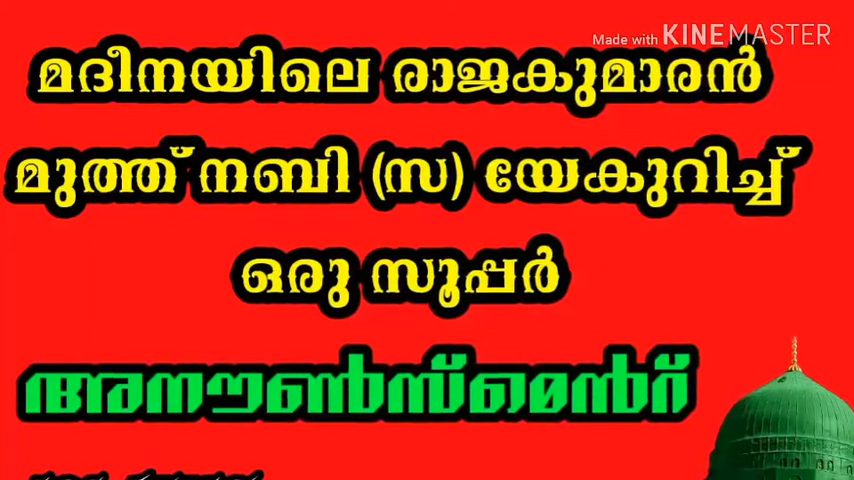 Made with KINEMASTER
മദീനയിലെ രാജകുമാരൻ
മുത്ത് നബി (സ) യേകുറിച്ച്
ഒരു സൂപ്പർ
അനൗൺസ്മെൻറ്